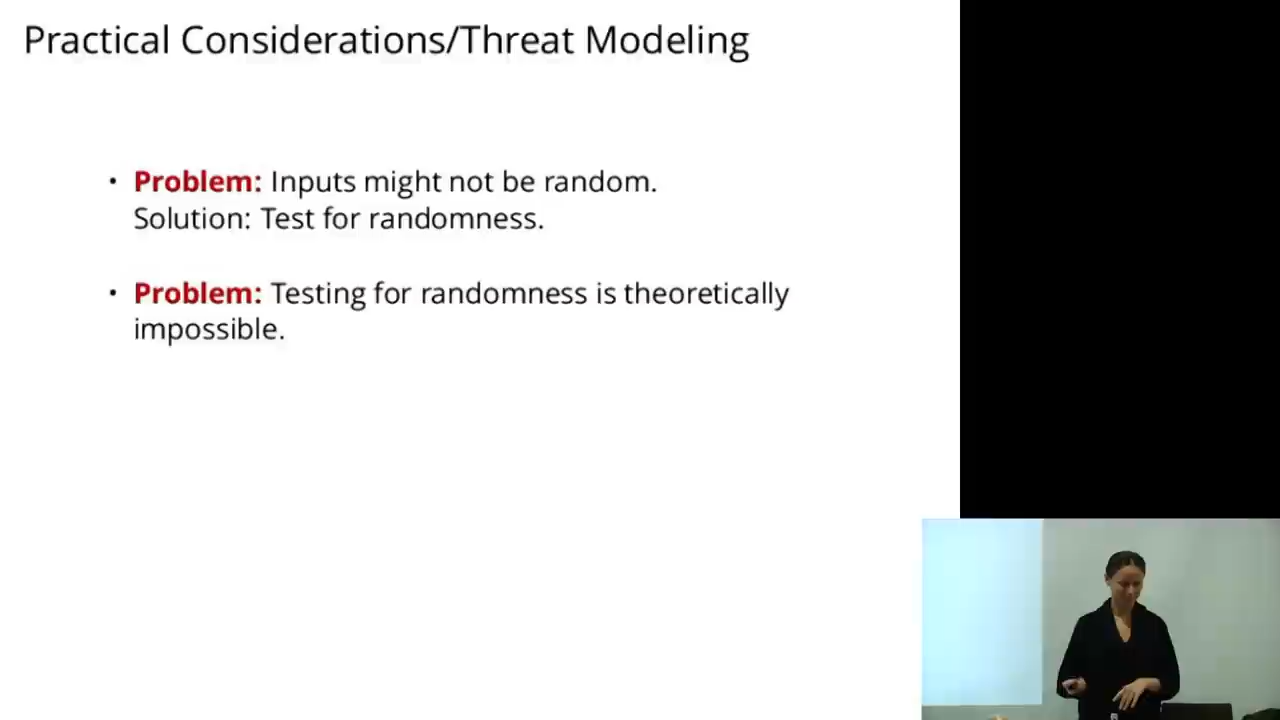 Practical Considerations/Threat Modeling
• Problem: Inputs might not be random.
Solution: Test for randomness.
• Problem: Testing for randomness is theoretically
impossible.